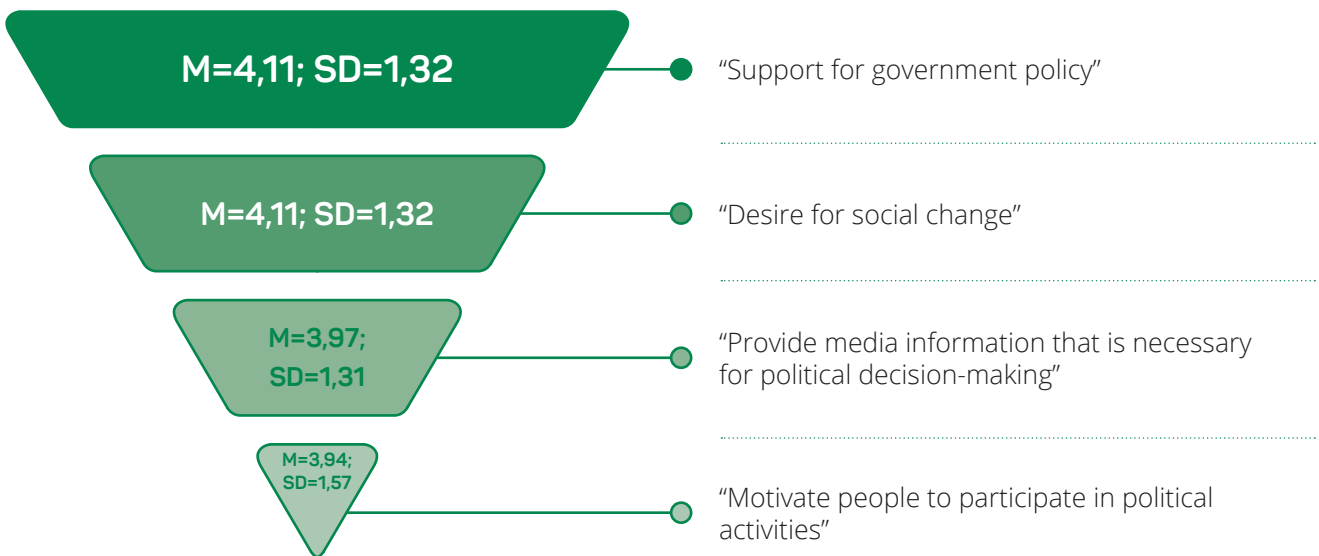 M=4,11; SD=1,32
“Support for government policy”
M=4,11; SD=1,32
“Desire for social change”
M=3,97;
SD=1,31
“Provide media information that is necessary
for political decision-making”
M=3,94;
SD=1,57
“Motivate people to participate in political
activities”